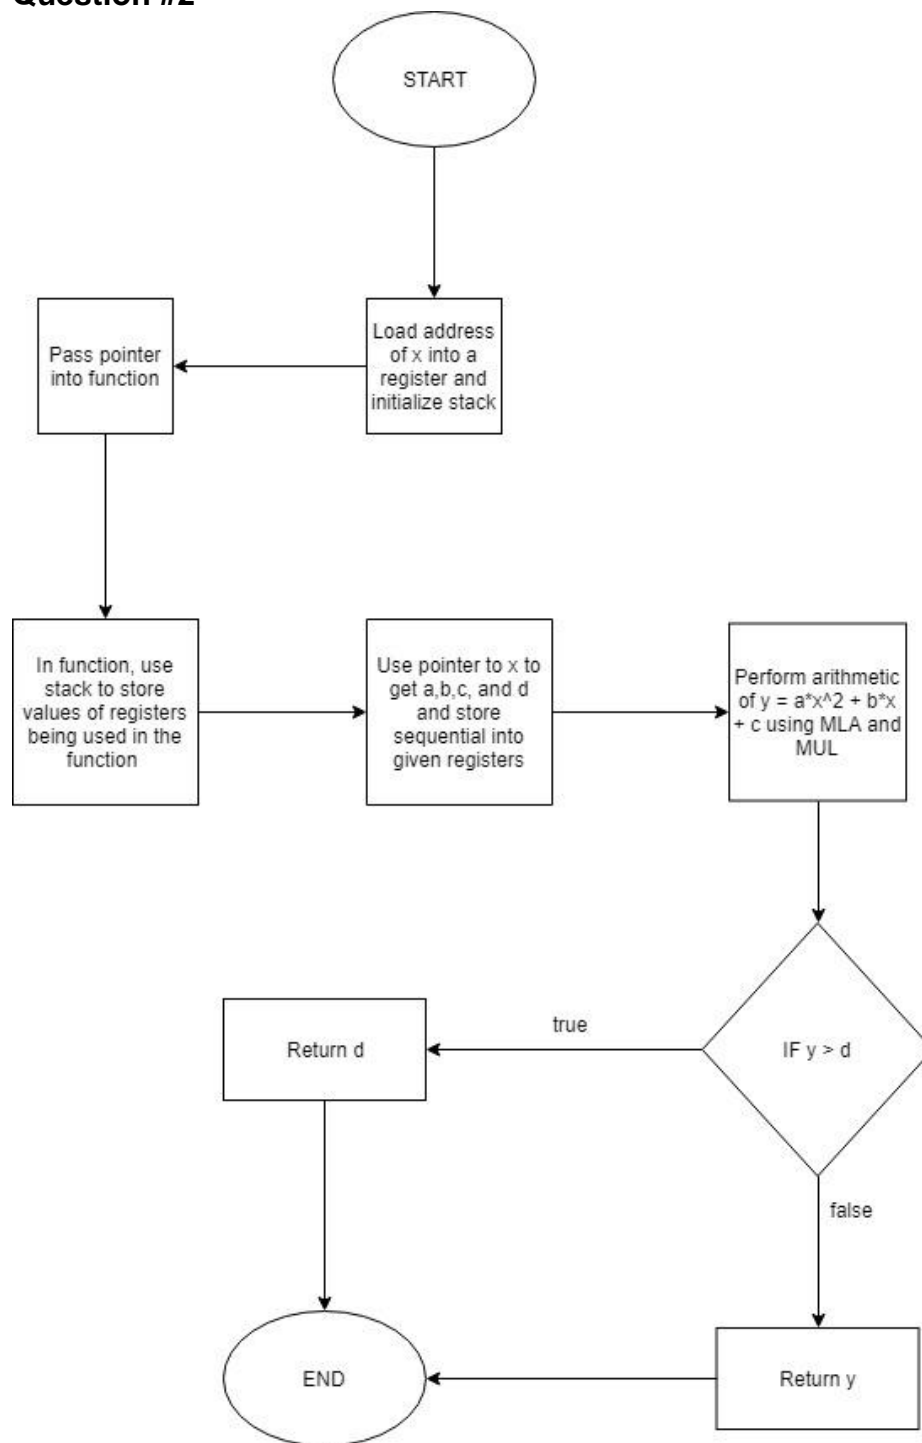 Question #2
START
Load address
of x into a
register and
initialize stack
Pass pointer
into function
In function, use
stack to store
values of registers
being used in the
function
Use pointer to x to
get a,b,c, and d
and store
sequential into
given registers
Perform arithmetic
of y = a*x^2 + b*x
+ c using MLA and
MUL
IF y > d
true
Return d
false
Return y
END